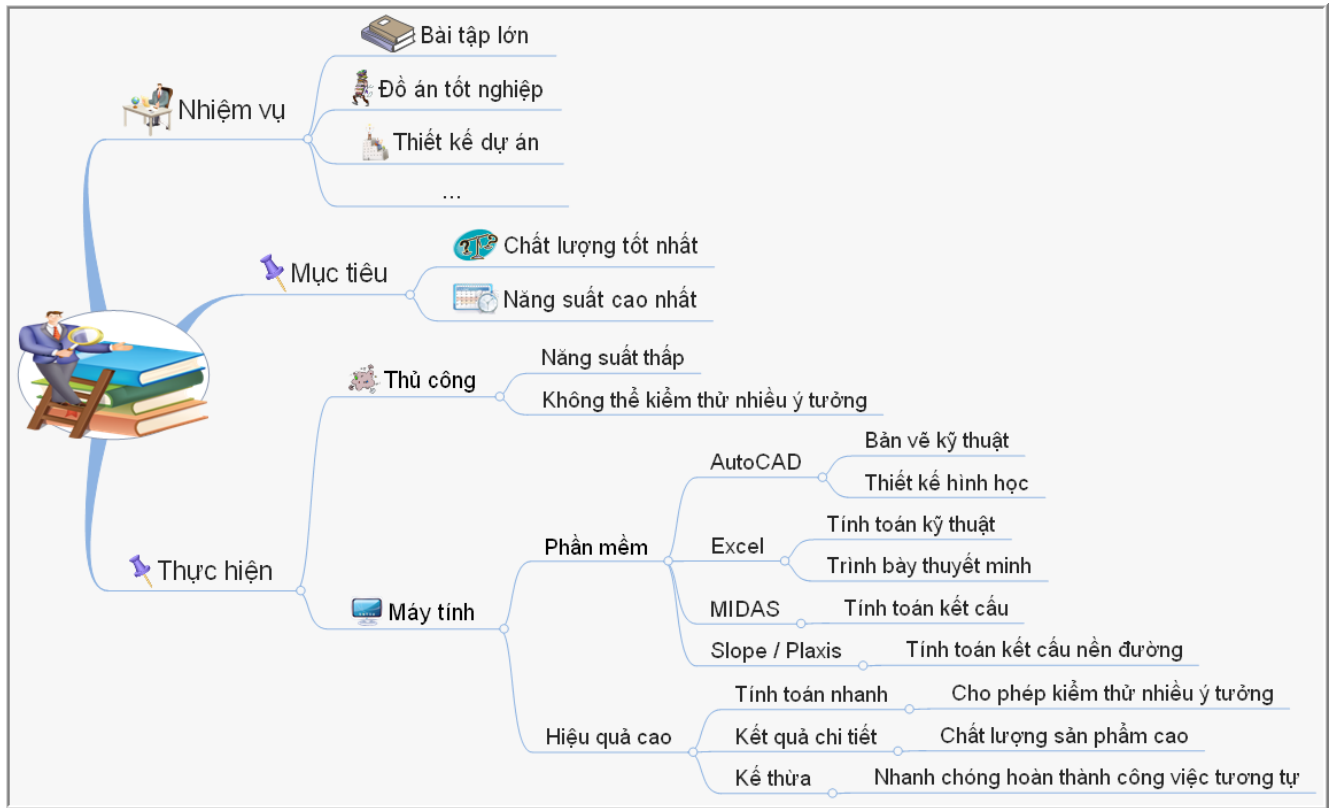 Bài tập lớn
Đồ án tốt nghiệp
Nhiệm vụ
Thiết kế dự án
...
Chất lượng tốt nhất
Mục tiêu
Năng suất cao nhất
Năng suất thấp
Thủ công
Không thể kiểm thử nhiều ý tưởng
Bản vẽ kỹ thuật
AutoCAD
Thiết kế hình học
Tính toán kỹ thuật
Phần mềm
Excel
Trình bày thuyết minh
Thực hiện
Máy tính
MIDAS
Tính toán kết cấu
Slope / Plaxis
Tính toán kết cấu nền đường
Tính toán nhanh
Cho phép kiểm thử nhiều ý tưởng
Hiệu quả cao
Kết quả chi tiết
Chất lượng sản phẩm cao
Kế thừa
Nhanh chóng hoàn thành công việc tương tự